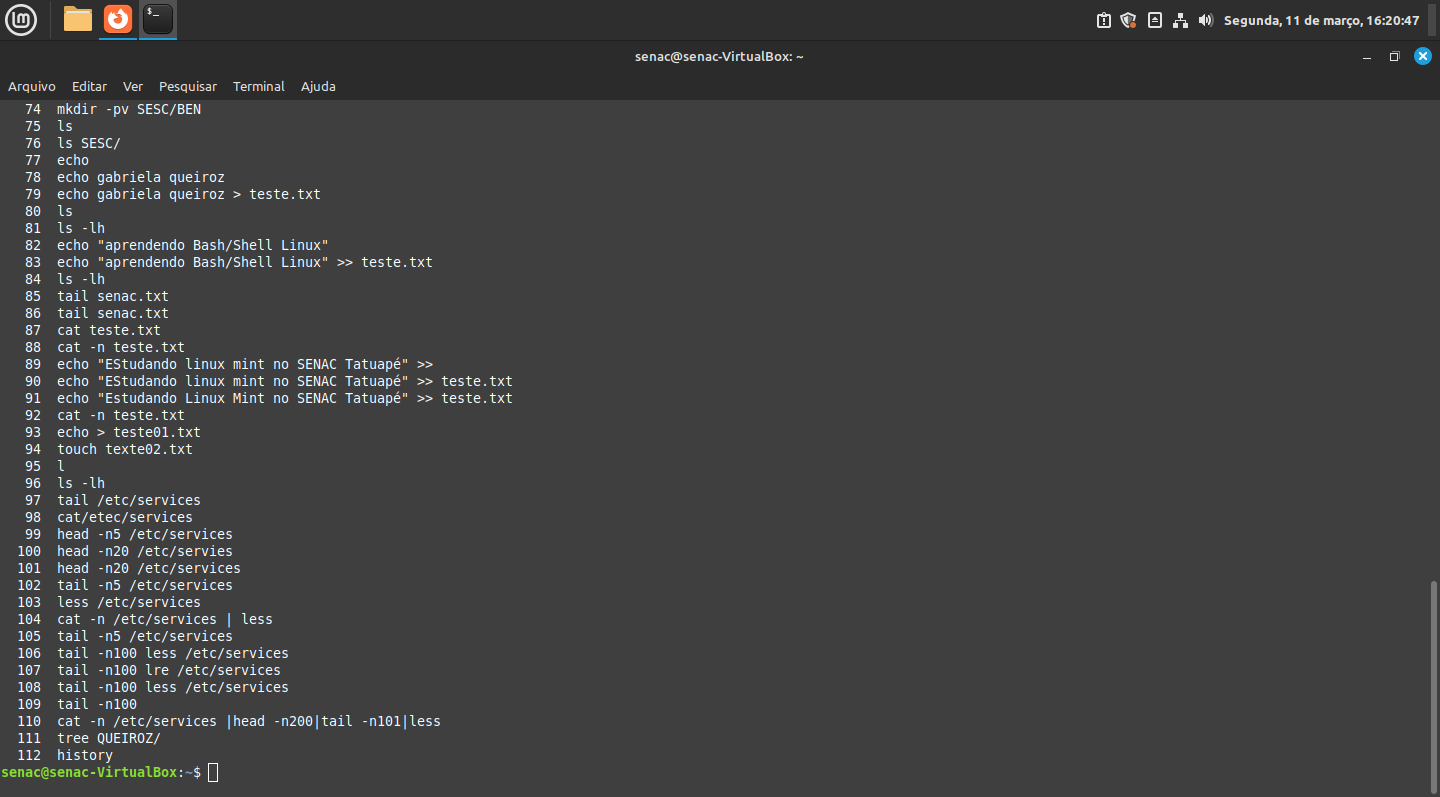 Segunda, 11 de março, 16:20:47
senac@senac-VirtualBox: ~
Arquivo Editar Ver Pesquisar Terminal Ajuda
74 mkdir -pv SESC/BEN
75 ls
76 ls SESC/
77 echo
78 echo gabriela queiroz
79 echo gabriela queiroz > teste.txt
80 ls
81 ls -lh
82 echo "aprendendo Bash/Shell Linux"
83 echo "aprendendo Bash/Shell Linux" >> teste.txt
84 ls -lh
85 tail senac.txt
86 tail senac.txt
87 cat teste.txt
88 cat -n teste.txt
89 echo "EStudando linux mint no SENAC Tatuapé" >>
90 echo "EStudando linux mint no SENAC Tatuapé" >> teste.txt
91 echo "Estudando Linux Mint no SENAC Tatuapé" >> teste.txt
92 cat -n teste.txt
93 echo > teste01.txt
94 touch texte02.txt
95 l
96 ls -lh
97 tail /etc/services
98 cat/etec/services
99 head -n5 /etc/services
100 head -n20 /etc/servies
101 head -n20 /etc/services
102 tail -n5 /etc/services
103 less /etc/services
104 cat -n /etc/services | less
105 tail -n5 /etc/services
106 tail -n100 less /etc/services
107 tail -n100 lre /etc/services
108 tail -n100 less /etc/services
109 tail -n100
110 cat -n /etc/services |head -n200|tail -n101|less
111 tree QUEIROZ/
112 history
senac@senac-VirtualBox:~$